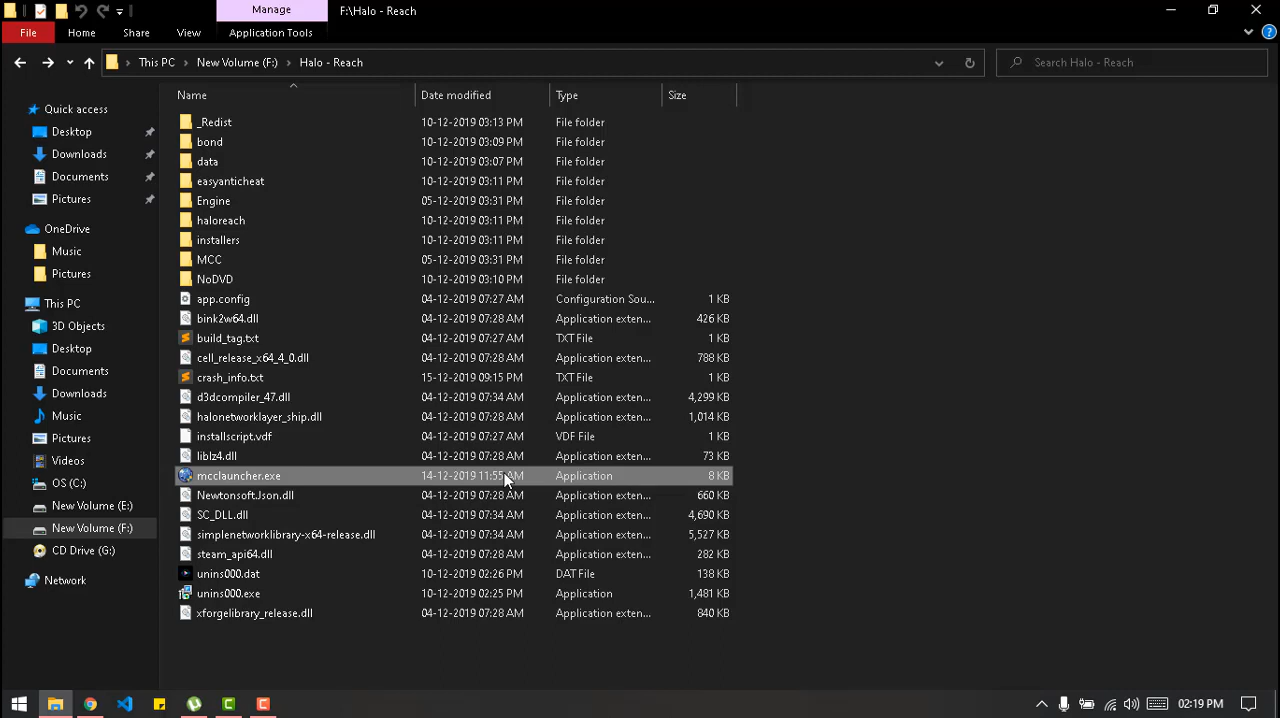 Manage
F:\Halo - Reach
File
Home
Share
View
Application Tools
This PC
New Volume (F:)
Halo - Reach
Search Halo - Reach
Name
Date modified
Type
Size
Quick access
Desktop
Downloads
Documents
Pictures
OneDrive
Music
Pictures
This PC
3D Objects
Desktop
Documents
Downloads
Music
Pictures
Videos
OS (C:)
New Volume (E:)
New Volume (F:)
CD Drive (G:)
Network
_Redist 10-12-2019 03:13 PM File folder
bond 10-12-2019 03:09 PM File folder
data 10-12-2019 03:07 PM File folder
easyanticheat 10-12-2019 03:11 PM File folder
Engine 05-12-2019 03:31 PM File folder
haloreach 10-12-2019 03:11 PM File folder
installers 10-12-2019 03:11 PM File folder
MCC 05-12-2019 03:31 PM File folder
NoDVD 10-12-2019 03:10 PM File folder
app.config 04-12-2019 07:27 AM Configuration Sou... 1 KB
bink2w64.dll 04-12-2019 07:28 AM Application exten... 426 KB
build_tag.txt 04-12-2019 07:27 AM TXT File 1 KB
cell_release_x64_4_0.dll 04-12-2019 07:28 AM Application exten... 788 KB
crash_info.txt 15-12-2019 09:15 PM TXT File 1 KB
d3dcompiler_47.dll 04-12-2019 07:34 AM Application exten... 4,299 KB
halonetworklayer_ship.dll 04-12-2019 07:28 AM Application exten... 1,014 KB
installscript.vdf 04-12-2019 07:27 AM VDF File 1 KB
liblz4.dll 04-12-2019 07:28 AM Application exten... 73 KB
mcclauncher.exe 14-12-2019 11:55 AM Application 8 KB
Newtonsoft.Json.dll 04-12-2019 07:28 AM Application exten... 660 KB
SC_DLL.dll 04-12-2019 07:34 AM Application exten... 4,690 KB
simplenetworklibrary-x64-release.dll 04-12-2019 07:34 AM Application exten... 5,527 KB
steam_api64.dll 04-12-2019 07:28 AM Application exten... 282 KB
unins000.dat 10-12-2019 02:26 PM DAT File 138 KB
unins000.exe 10-12-2019 02:25 PM Application 1,481 KB
xforgelibrary_release.dll 04-12-2019 07:28 AM Application exten... 840 KB
02:19 PM